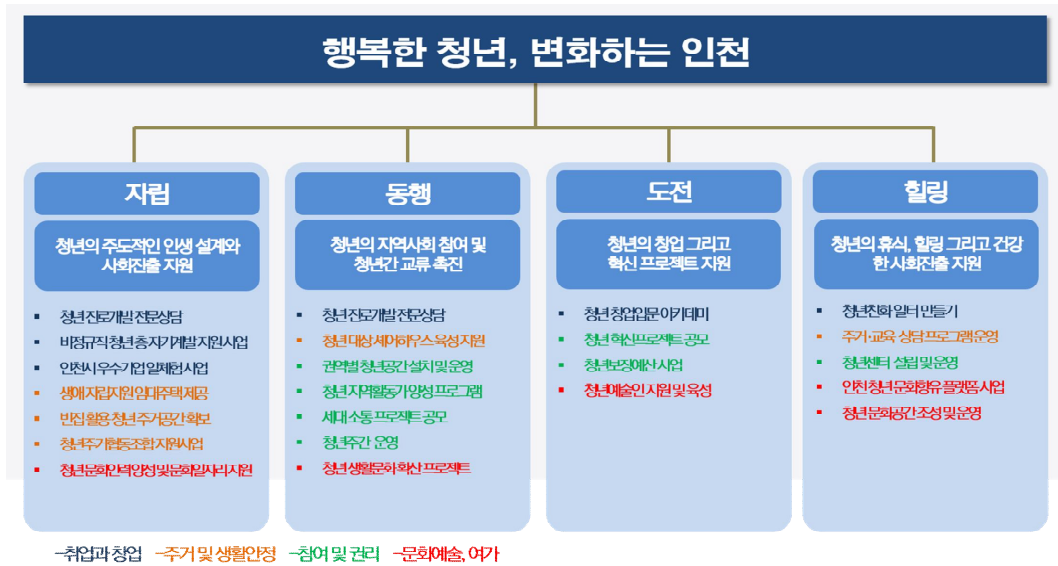 행복한 청년, 변화하는 인천
자립
청년의 주도적인 인생 설계와
사회진출 지원
▪ 청년 진로개발 전문상담
▪ 비정규직 청년층 자기개발 지원사업
▪ 인천시 우수기업 일체험 사업
▪ 생애 자립지원 임대주택 제공
▪ 빈집 활용 청년 주거공간 확보
▪ 청년주거협동조합 지원사업
▪ 청년문화인력양성 및 문화일자리 지원
동행
청년의 지역사회 참여 및
청년간 교류 촉진
▪ 청년 진로개발 전문상담
▪ 청년 대상 셰어하우스 육성 지원
▪ 권역별 청년공간 설치 및 운영
▪ 청년 지역활동가 양성 프로그램
▪ 세대 소통 프로젝트 공모
▪ 청년주간 운영
▪ 청년 생활문화 확산 프로젝트
도전
청년의 창업 그리고
혁신 프로젝트 지원
▪ 청년 창업입문 아카데미
▪ 청년 혁신프로젝트 공모
▪ 청년보장예산 사업
▪ 청년예술인 지원 및 육성
힐링
청년의 휴식, 힐링 그리고 건강
한 사회진출 지원
▪ 청년친화 일터 만들기
▪ 주거·교육 상담 프로그램 운영
▪ 청년센터 설립 및 운영
▪ 인천 청년 문화향유 플랫폼 사업
▪ 청년 문화공간 조성 및 운영
–취업과 창업 –주거 및 생활안정 –참여 및 권리 –문화예술, 여가